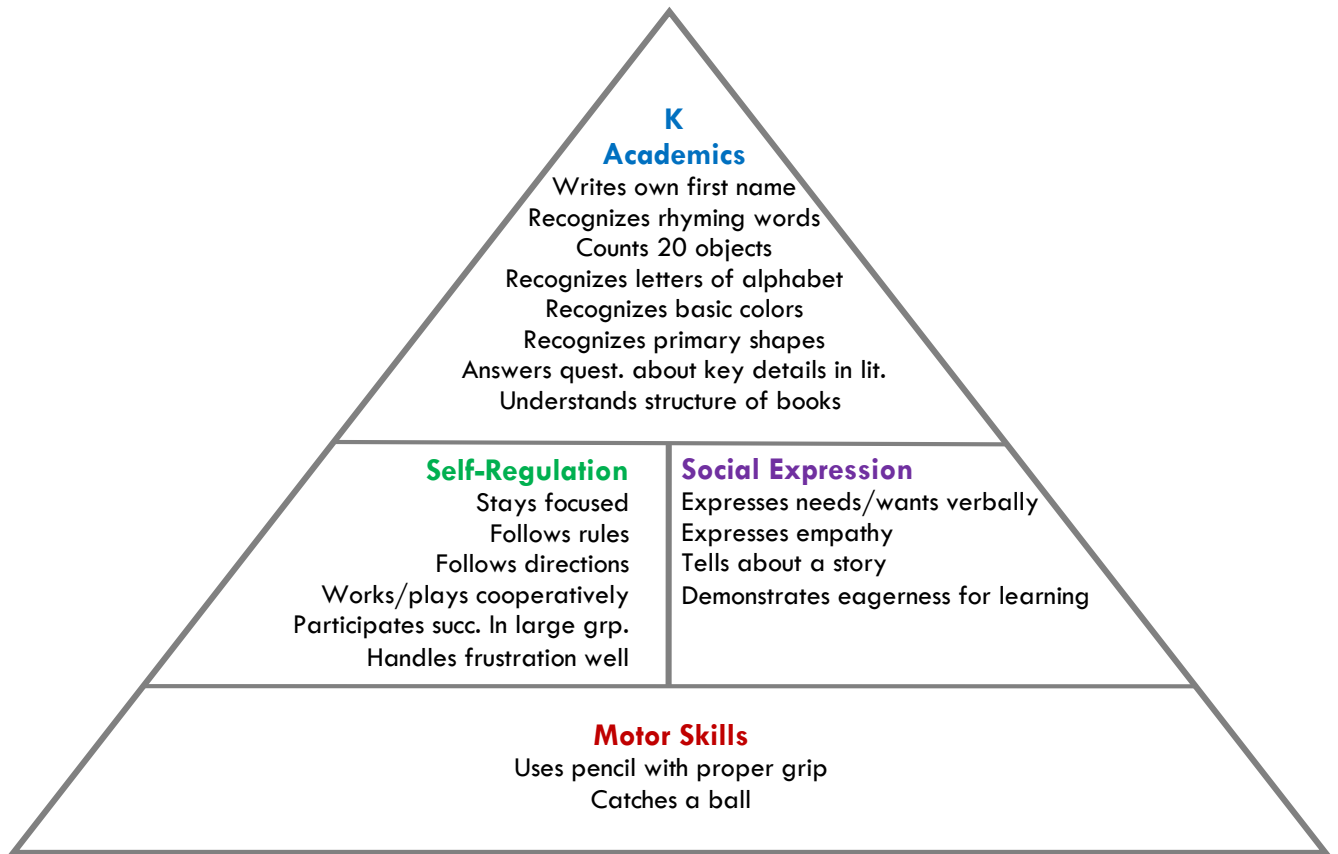 K
Academics
Writes own first name
Recognizes rhyming words
Counts 20 objects
Recognizes letters of alphabet
Recognizes basic colors
Recognizes primary shapes
Answers quest. about key details in lit.
Understands structure of books
Self-Regulation
Stays focused
Follows rules
Follows directions
Works/plays cooperatively
Participates succ. In large grp.
Handles frustration well
Social Expression
Expresses needs/wants verbally
Expresses empathy
Tells about a story
Demonstrates eagerness for learning
Motor Skills
Uses pencil with proper grip
Catches a ball